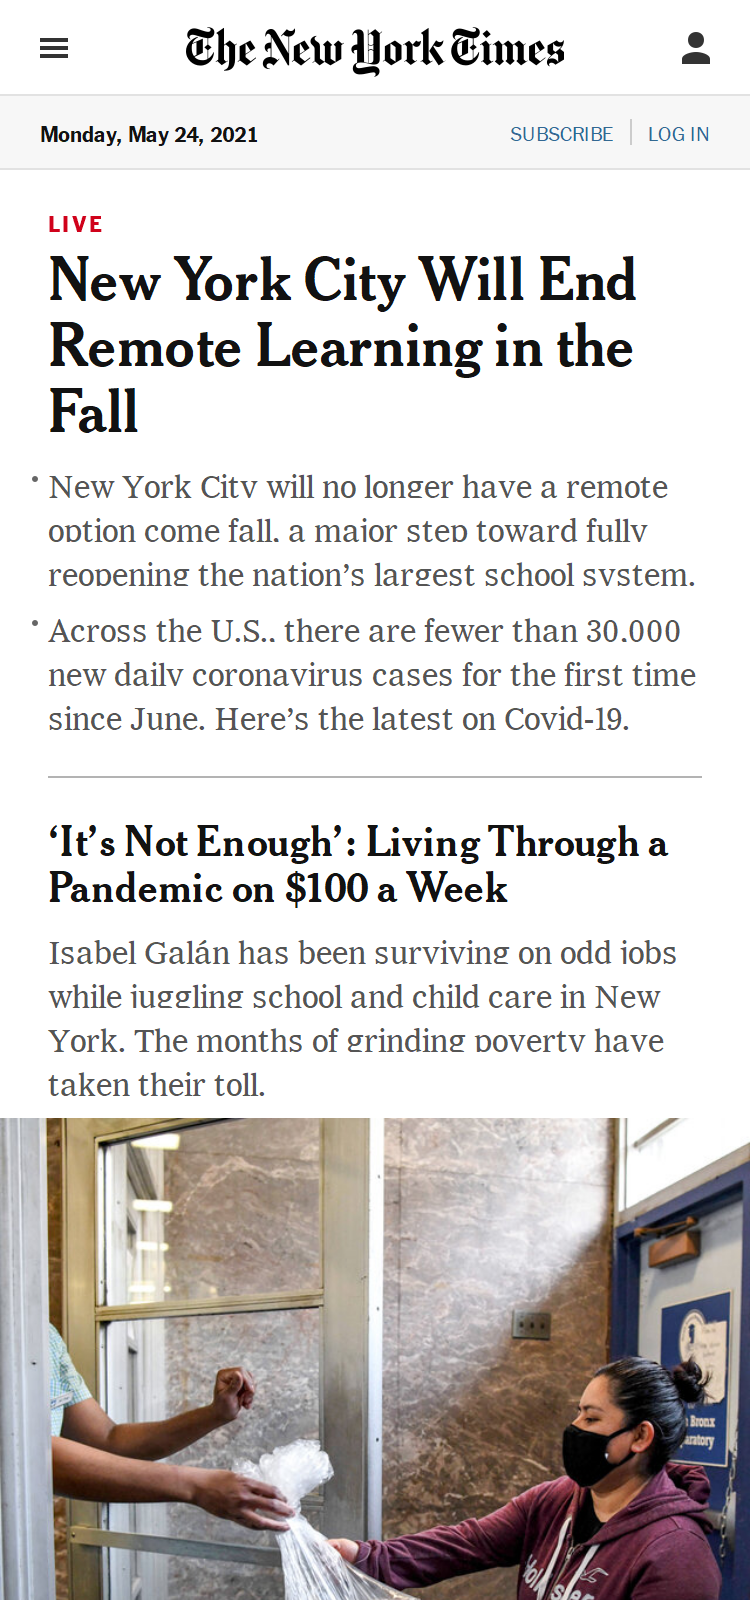 The New York Times
Monday, May 24, 2021
SUBSCRIBE
LOG IN
LIVE
New York City Will End
Remote Learning in the
Fall
• New York City will no longer have a remote
option come fall, a major step toward fully
reopening the nation’s largest school system.
• Across the U.S., there are fewer than 30,000
new daily coronavirus cases for the first time
since June. Here’s the latest on Covid-19.
‘It’s Not Enough’: Living Through a
Pandemic on $100 a Week
Isabel Galán has been surviving on odd jobs
while juggling school and child care in New
York. The months of grinding poverty have
taken their toll.
Bronx